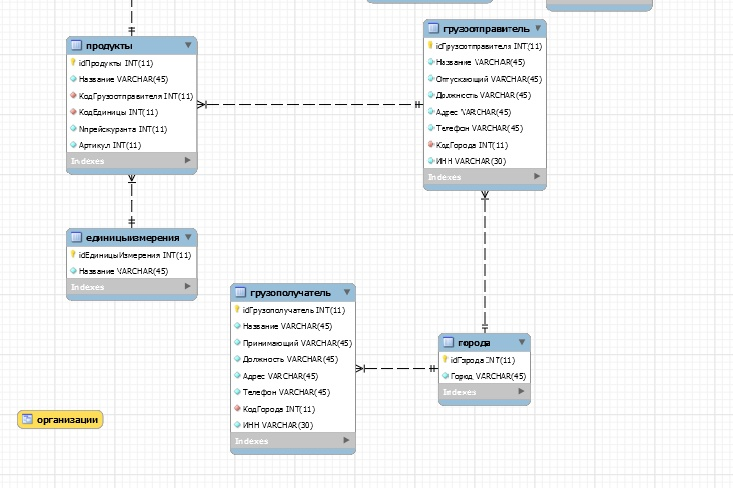 продукты
idПродукты INT(11)
Название VARCHAR(45)
КодГрузоотправителя INT(11)
КодЕдиницы INT(11)
Nпрейскуранта INT(11)
Артикул INT(11)
Indexes
грузоотправитель
idГрузоотправителя INT(11)
Название VARCHAR(45)
Отпускающий VARCHAR(45)
Должность VARCHAR(45)
Адрес VARCHAR(45)
Телефон VARCHAR(45)
КодГорода INT(11)
ИНН VARCHAR(30)
Indexes
единицыизмерения
idЕдиницыИзмерения INT(11)
Название VARCHAR(45)
Indexes
грузополучатель
idГрузополучатель INT(11)
Название VARCHAR(45)
Принимающий VARCHAR(45)
Должность VARCHAR(45)
Адрес VARCHAR(45)
Телефон VARCHAR(45)
КодГорода INT(11)
ИНН VARCHAR(30)
Indexes
города
idГорода INT(11)
Город VARCHAR(45)
Indexes
организации